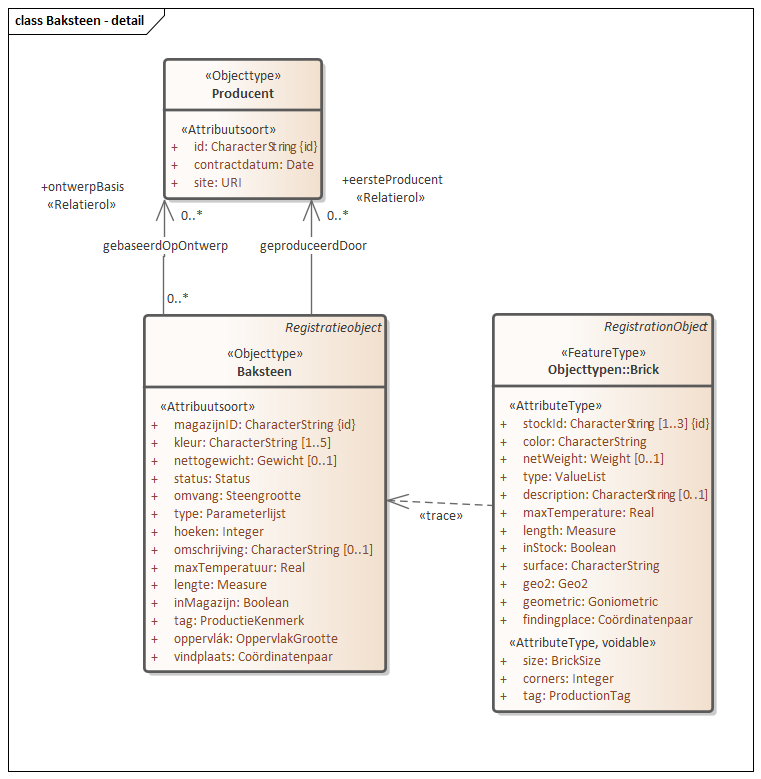 class Baksteen - detail
«Objecttype»
Producent
«Attribuutsoort»
+ id: CharacterString {id}
+ contractdatum: Date
+ site: URI
+ontwerpBasis
«Relatierol»
0..*
+eersteProducent
«Relatierol»
0..*
gebaseerdOpOntwerp
geproduceerdDoor
0..*
Registratieobject
«Objecttype»
Baksteen
«Attribuutsoort»
+ magazijnID: CharacterString {id}
+ kleur: CharacterString [1..5]
+ nettogewicht: Gewicht [0..1]
+ status: Status
+ omvang: Steengrootte
+ type: Parameterlijst
+ hoeken: Integer
+ omschrijving: CharacterString [0..1]
+ maxTemperatuur: Real
+ lengte: Measure
+ inMagazijn: Boolean
+ tag: ProductieKenmerk
+ oppervlák: OppervlakGrootte
+ vindplaats: Coördinatenpaar
«trace»
RegistrationObject
«FeatureType»
Objecttypen::Brick
«AttributeType»
+ stockId: CharacterString [1..3] {id}
+ color: CharacterString
+ netWeight: Weight [0..1]
+ type: ValueList
+ description: CharacterString [0..1]
+ maxTemperature: Real
+ length: Measure
+ inStock: Boolean
+ surface: CharacterString
+ geo2: Geo2
+ geometric: Goniometric
+ findingplace: Coördinatenpaar
«AttributeType, voidable»
+ size: BrickSize
+ corners: Integer
+ tag: ProductionTag